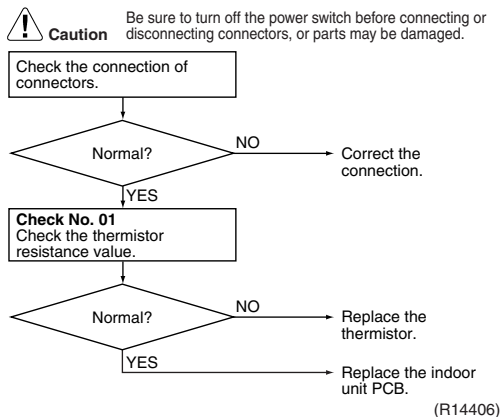 Caution
Be sure to turn off the power switch before connecting or
disconnecting connectors, or parts may be damaged.
Check the connection of
connectors.
Normal?
NO
Correct the
connection.
YES
Check No. 01
Check the thermistor
resistance value.
Normal?
NO
Replace the
thermistor.
YES
Replace the indoor
unit PCB.
(R14406)